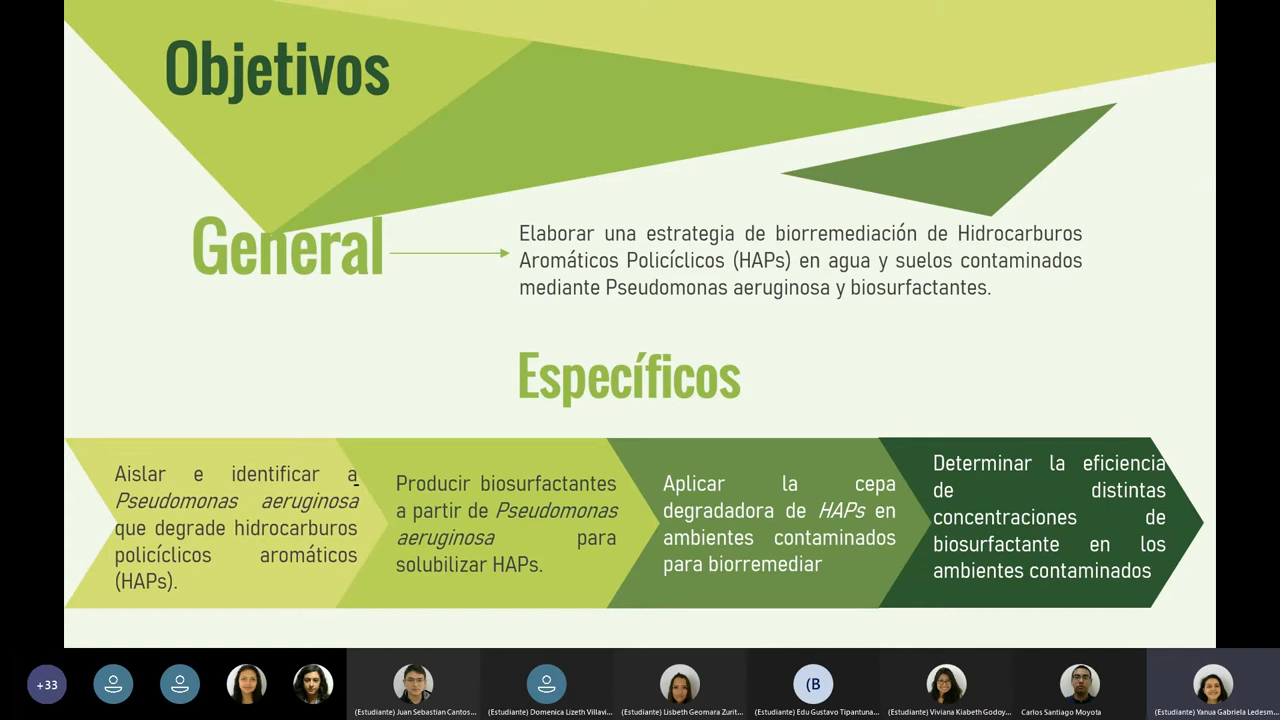 Objetivos
General
Elaborar una estrategia de biorremediación de Hidrocarburos
Aromáticos Policíclicos (HAPs) en agua y suelos contaminados
mediante Pseudomonas aeruginosa y biosurfactantes.
Específicos
Aislar e identificar a
Pseudomonas aeruginosa
que degrade hidrocarburos
policíclicos aromáticos
(HAPs).
Producir biosurfactantes
a partir de Pseudomonas
aeruginosa para
solubilizar HAPs.
Aplicar la cepa
degradadora de HAPs en
ambientes contaminados
para biorremediar
Determinar la eficiencia
de distintas
concentraciones de
biosurfactante en los
ambientes contaminados
+33
(B
(Estudiante) Juan Sebastian Cantos...
(Estudiante) Domenica Lizeth Villavi...
(Estudiante) Lisbeth Geomara Zurit...
(Estudiante) Edu Gustavo Tipantuna...
(Estudiante) Viviana Kiabeth Godoy...
Carlos Santiago Moyota
(Estudiante) Yanua Gabriela Ledesm...